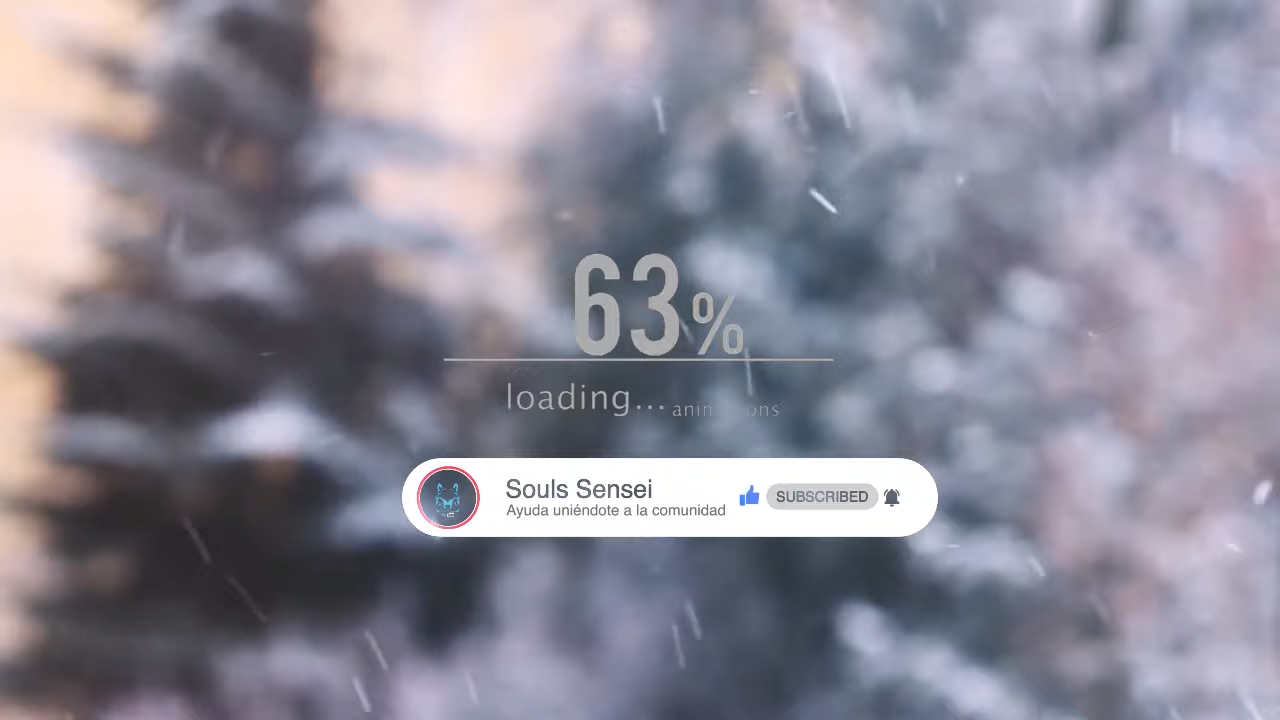 63%
loading...
Souls Sensei
Ayuda uniéndote a la comunidad
SUBSCRIBED